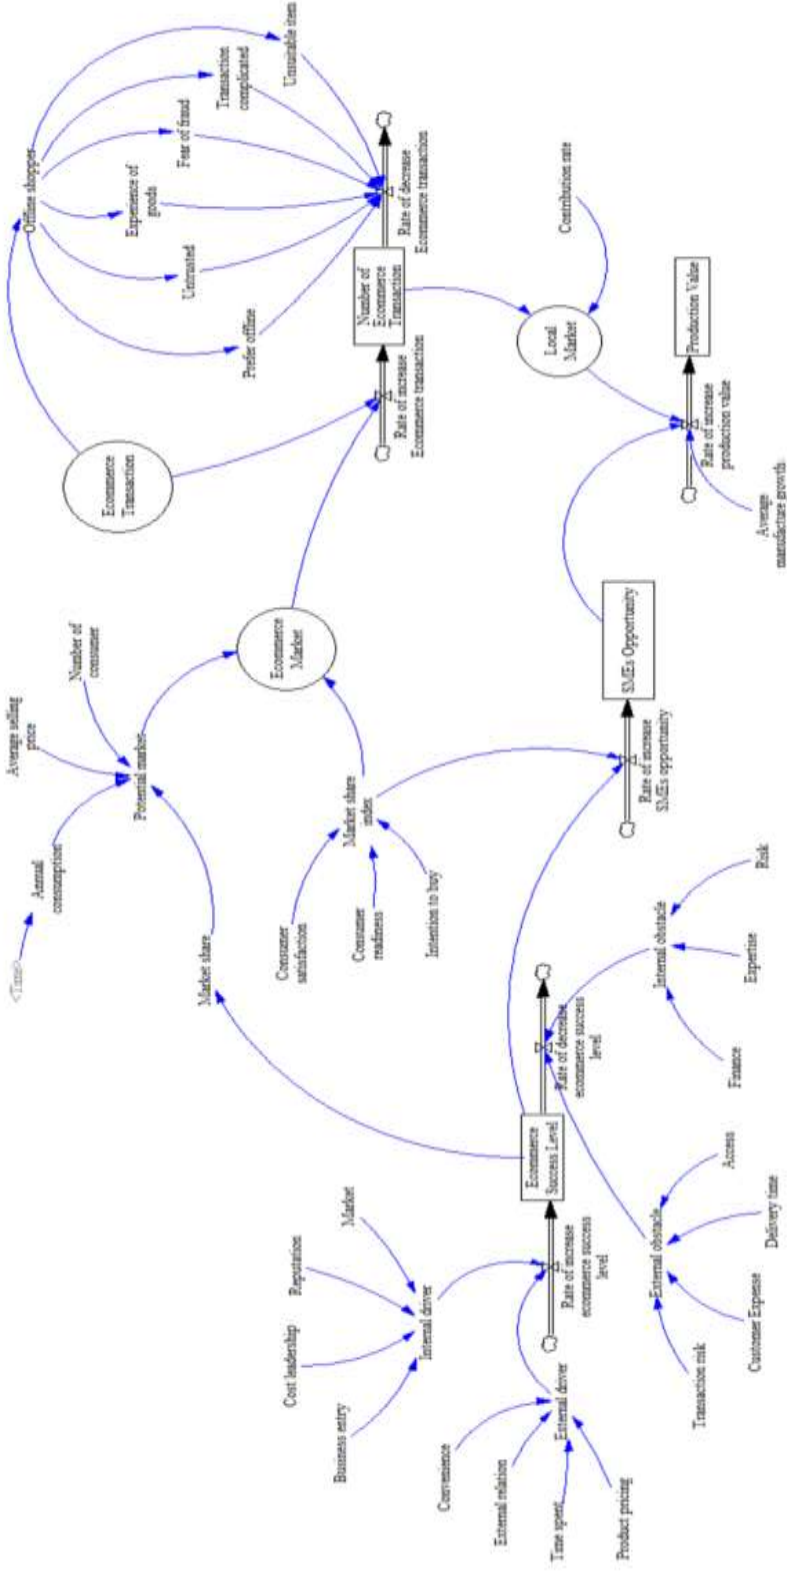 <Time>
Annual
consumption
Average selling
price
Number of
consumer
Potential market
Market share
Ecommerce
Transaction
Offline shopper
Prefer offline
Untrusted
Experience of
goods
Fear of fraud
Transaction
complicated
Unsuitable item
Ecommerce
Market
Consumer
satisfaction
Consumer
readiness
Intention to buy
Market share
index
Rate of increase
Ecommerce transaction
Number of
Ecommerce
Transaction
Rate of decrease
Ecommerce transaction
Business entry
Cost leadership
Reputation
Market
Internal driver
Convenience
External relation
Time spent
Product pricing
External driver
Rate of increase
ecommerce success
level
Ecommerce
Success Level
Rate of decrease
ecommerce success
level
Transaction risk
Customer Expense
Delivery time
Access
External obstacle
Finance
Expertise
Risk
Internal obstacle
Rate of increase
SMEs opportunity
SMEs Opportunity
Local
Market
Contribution rate
Average
manufacture growth
Rate of increase
production value
Production Value